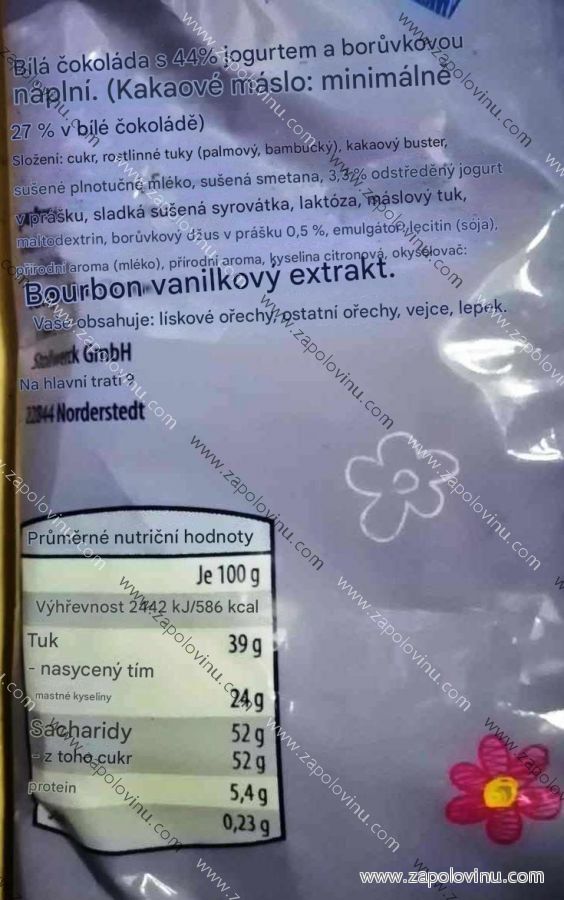 Bílá čokoláda s 44% jogurtem a borůvkovou
náplní. (Kakaové máslo: minimálně
27 % v bílé čokoládě)
Složení: cukr, rostlinné tuky (palmový, bambucký), kakaový buster,
sušené plnotučné mléko, sušená smetana, 3,3% odstředěný jogurt
v prášku, sladká sušená syrovátka, laktóza, máslový tuk,
maltodextrin, borůvkový džus v prášku 0,5 %, emulgátor lecitin (sója),
přírodní aroma (mléko), přírodní aroma, kyselina citronová, okyselovač:
Bourbon vanilkový extrakt.
Vaše obsahuje: lískové ořechy, ostatní ořechy, vejce, lepek.
GmbH
Na hlavní trati ?
22844 Norderstedt
Průměrné nutriční hodnoty
Je 100 g
Výhřevnost 2442 kJ/586 kcal
Tuk 39 g
- nasycený tím
mastné kyseliny 24 g
Sacharidy 52 g
- z toho cukr 52 g
protein 5,4 g
0,23 g
www.zapolovinu.com